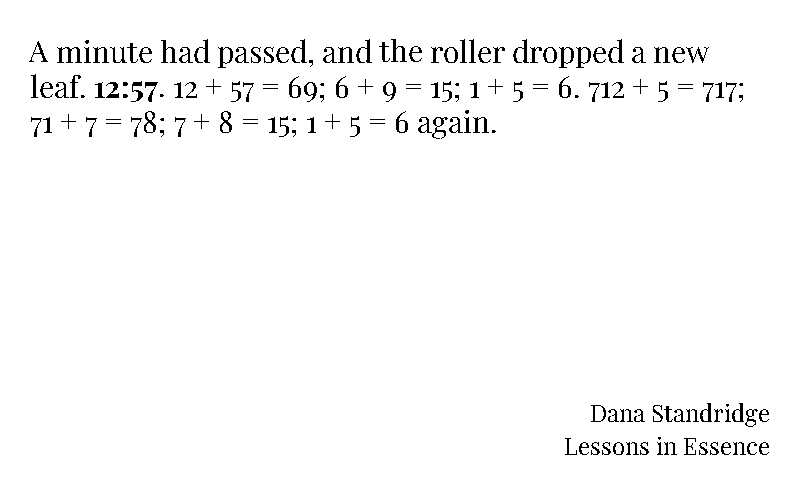 A minute had passed, and the roller dropped a new
leaf. 12:57. 12 + 57 = 69; 6 + 9 = 15; 1 + 5 = 6. 712 + 5 = 717;
71 + 7 = 78; 7 + 8 = 15; 1 + 5 = 6 again.
Dana Standridge
Lessons in Essence